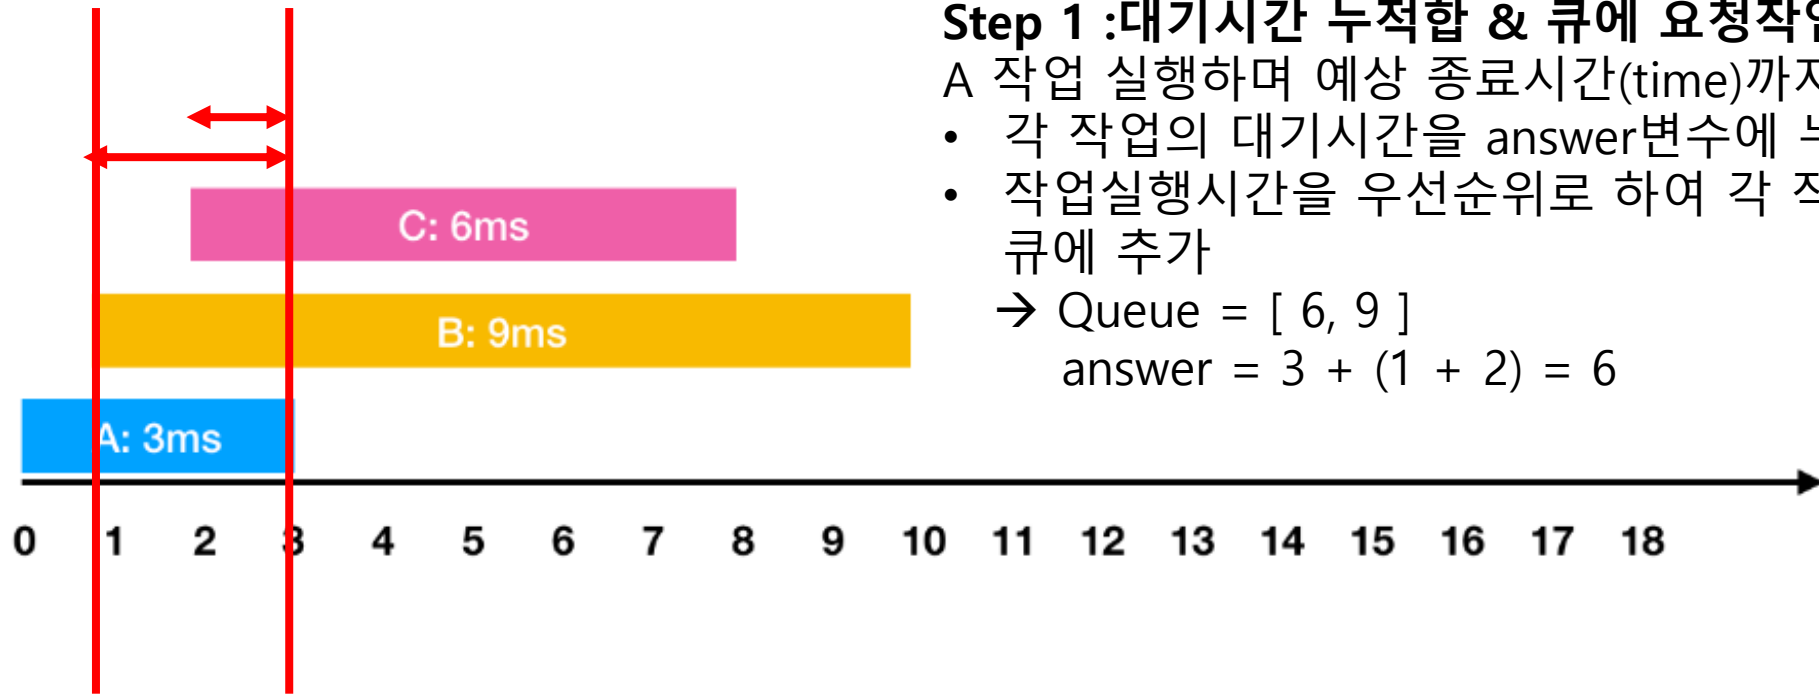 Step 1 :대기시간 누적합 & 큐에
A 작업 실행하며 예상 종료시간(time)까지
• 각 작업의 대기시간을 answer변수에
• 작업실행시간을 우선순위로 하여 각
큐에 추가
→ Queue = [ 6, 9 ]
answer = 3 + (1 + 2) = 6
C: 6ms
B: 9ms
A: 3ms
0 1 2 3 4 5 6 7 8 9 10 11 12 13 14 15 16 17 18